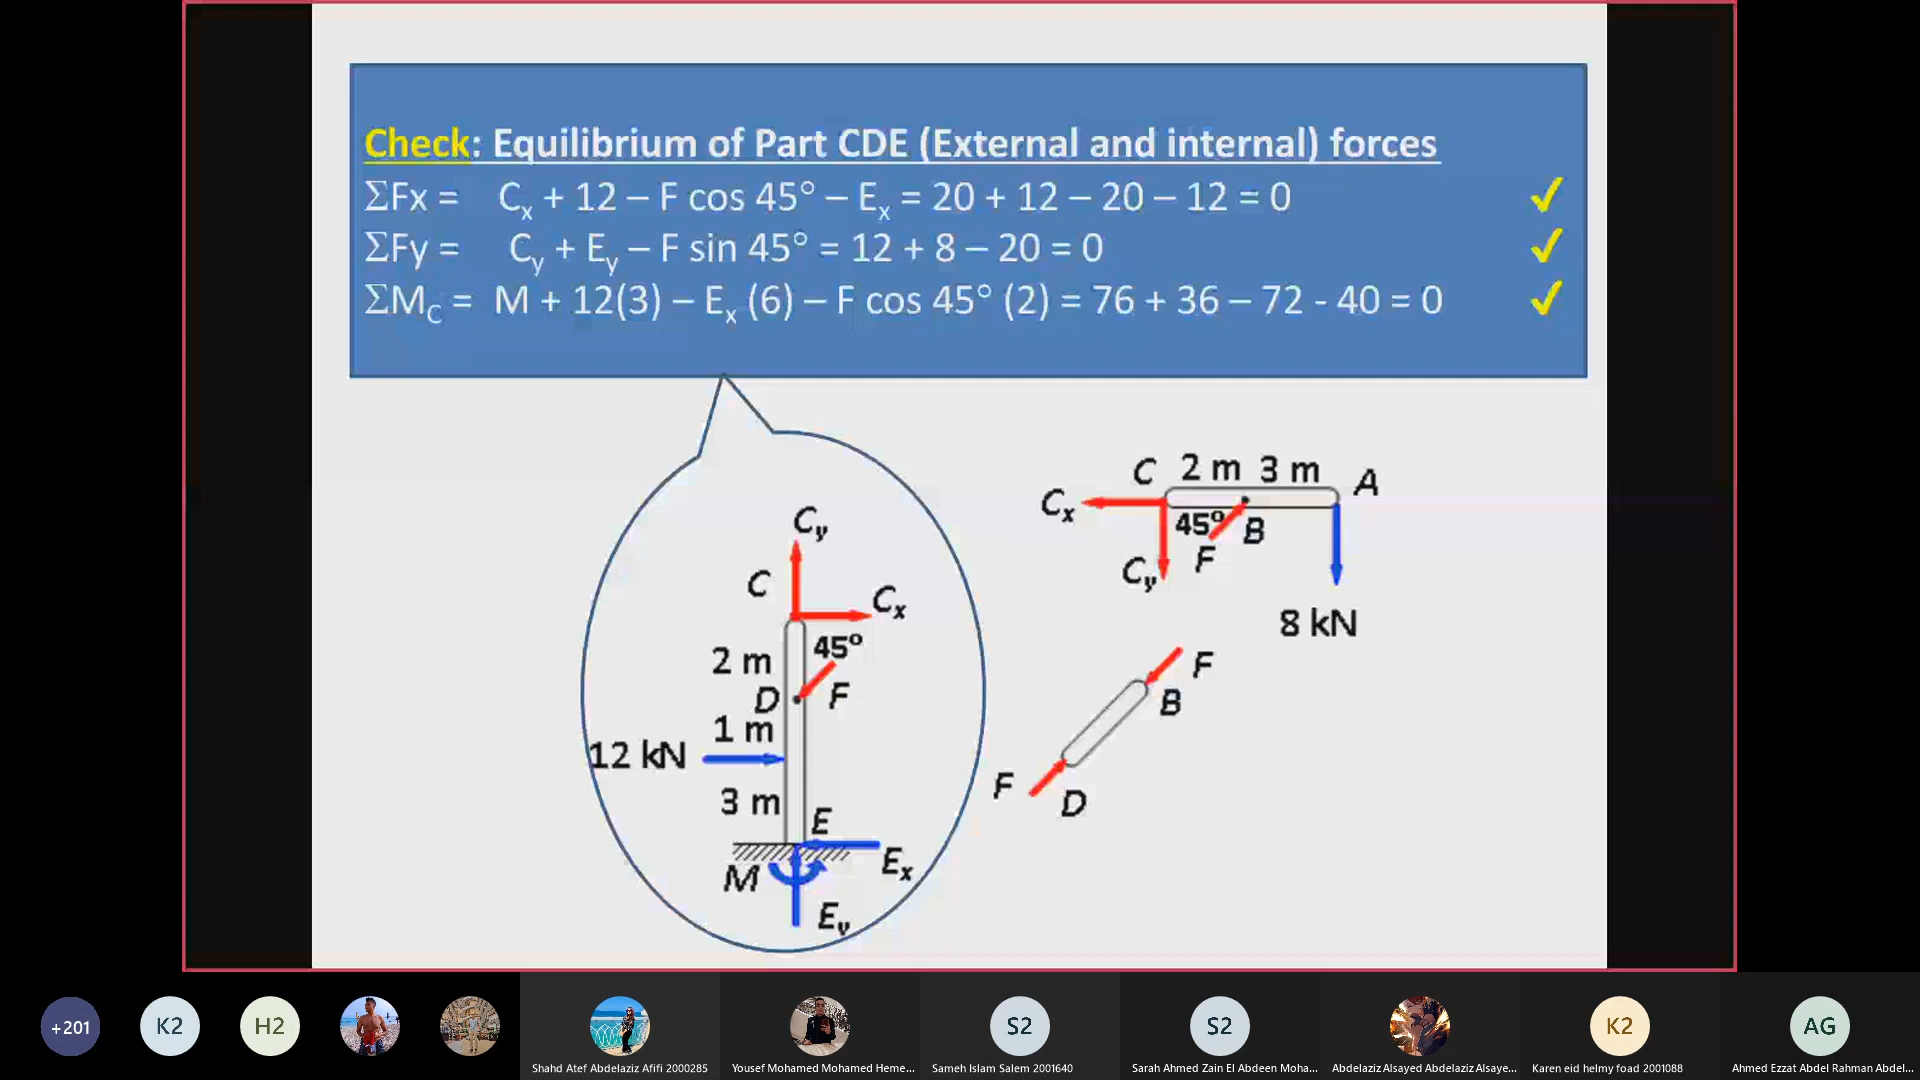 Check: Equilibrium of Part CDE (External and internal) forces
ΣFx = Cx + 12 – F cos 45° – Ex = 20 + 12 – 20 – 12 = 0 ✓
ΣFy = Cy + Ey – F sin 45° = 12 + 8 – 20 = 0 ✓
ΣMC = M + 12(3) – Ex (6) – F cos 45° (2) = 76 + 36 – 72 - 40 = 0 ✓
C 2 m 3 m A
Cx
45º B
Cy F
8 kN
Cy
C Cx
45º
2 m
D F
1 m
12 kN
3 m
E
M Ex
Ey
F
B
F
D
+201
K2
H2
Shahd Atef Abdelaziz Afifi 2000285
Yousef Mohamed Mohamed Heme...
S2
Sameh Islam Salem 2001640
S2
Sarah Ahmed Zain El Abdeen Moha...
Abdelaziz Alsayed Abdelaziz Alsaye...
K2
Karen eid helmy foad 2001088
AG
Ahmed Ezzat Abdel Rahman Abdel...